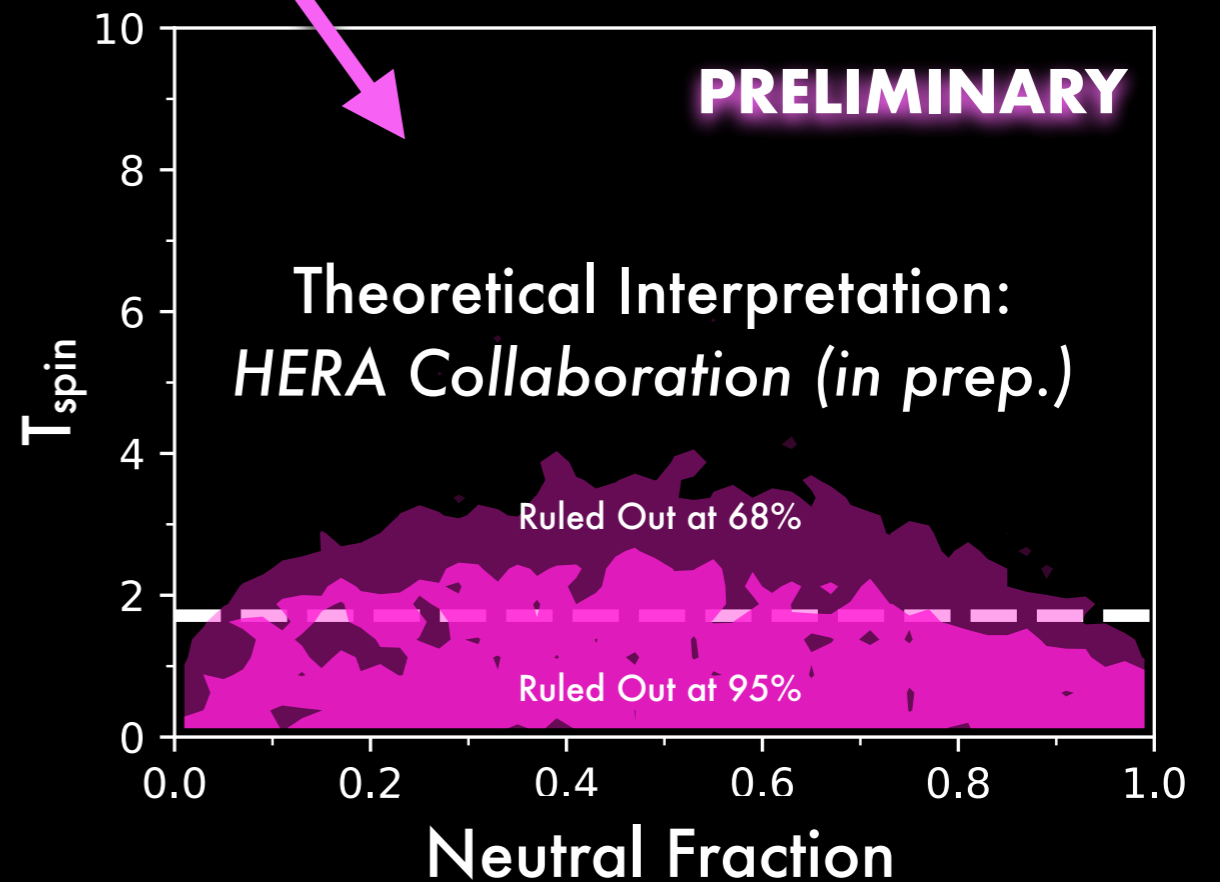 10
PRELIMINARY
8
Theoretical Interpretation:
6
HERA Collaboration (in prep.)
Tspin
4
Ruled Out at 68%
2
Ruled Out at 95%
0
0.0 0.2 0.4 0.6 0.8 1.0
Neutral Fraction